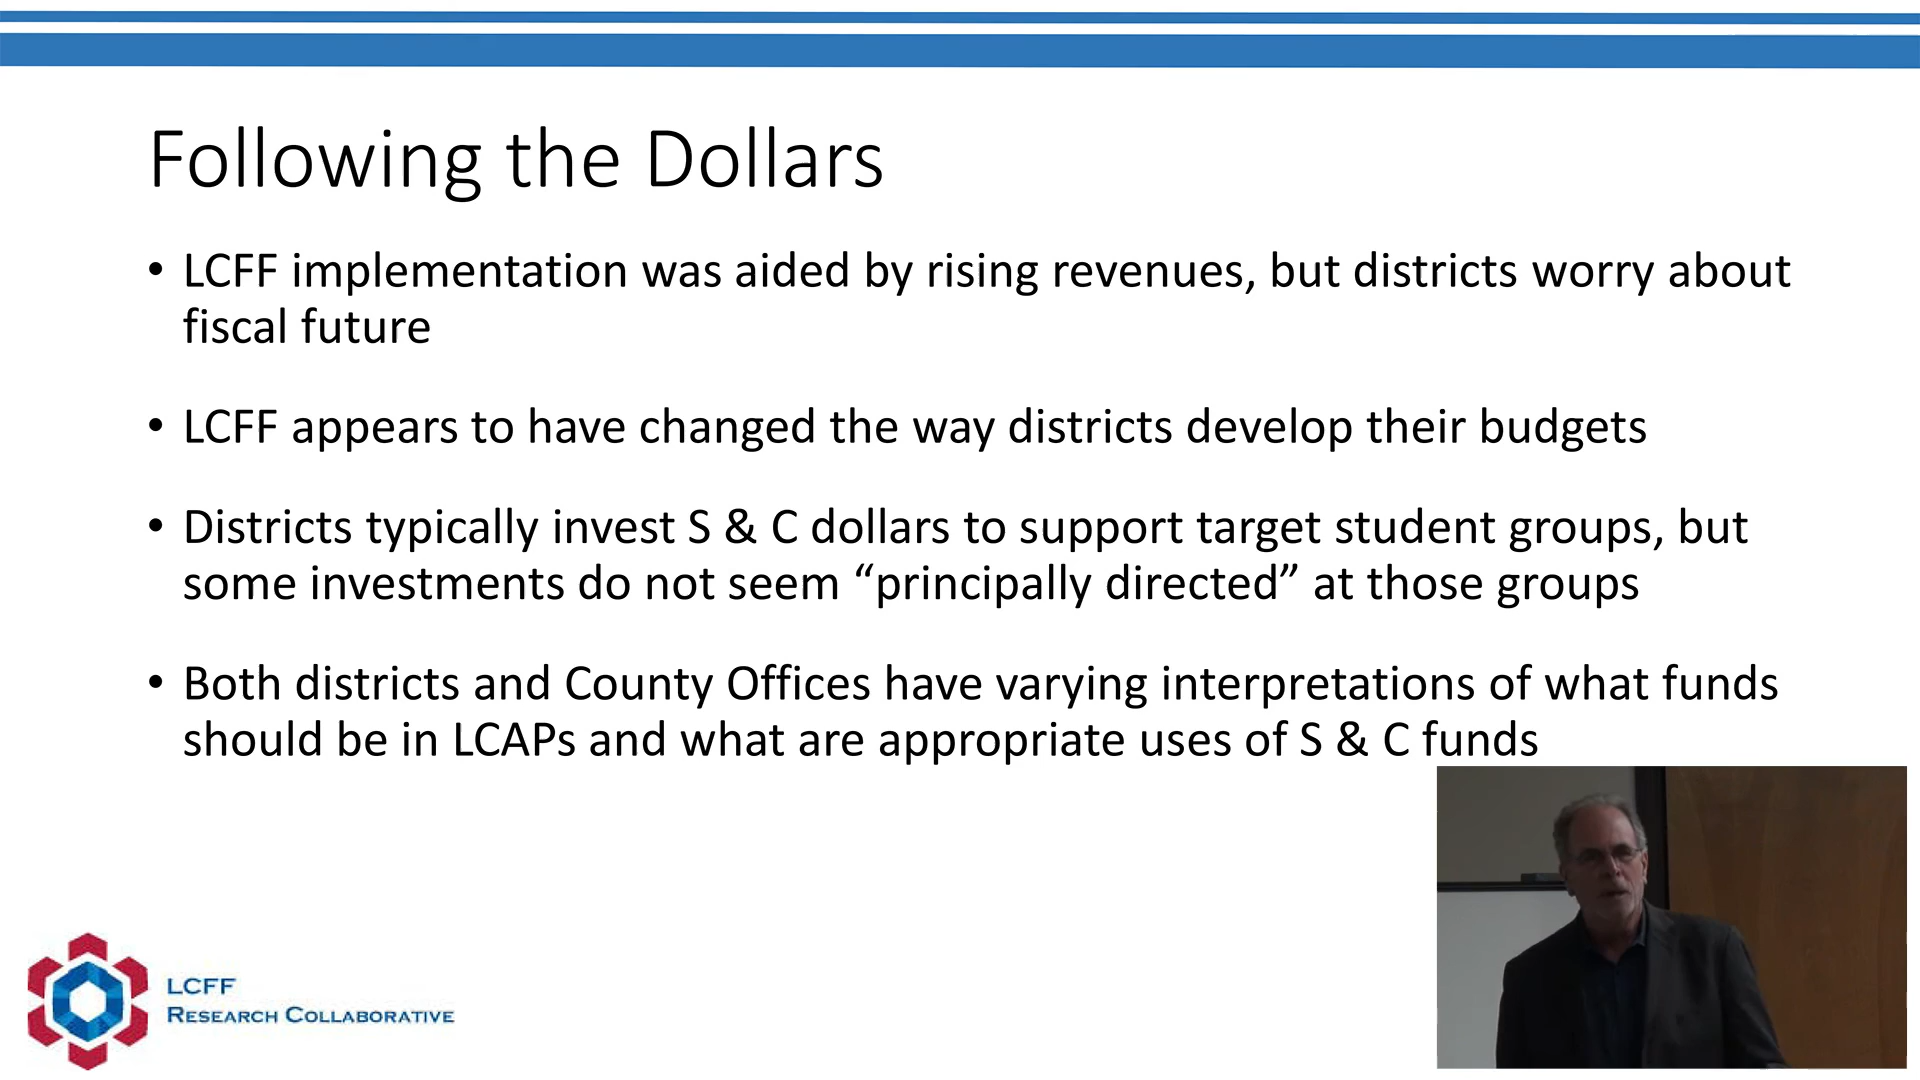 Following the Dollars
• LCFF implementation was aided by rising revenues, but districts worry about
fiscal future
• LCFF appears to have changed the way districts develop their budgets
• Districts typically invest S & C dollars to support target student groups, but
some investments do not seem “principally directed” at those groups
• Both districts and County Offices have varying interpretations of what funds
should be in LCAPs and what are appropriate uses of S & C funds
LCFF
RESEARCH COLLABORATIVE